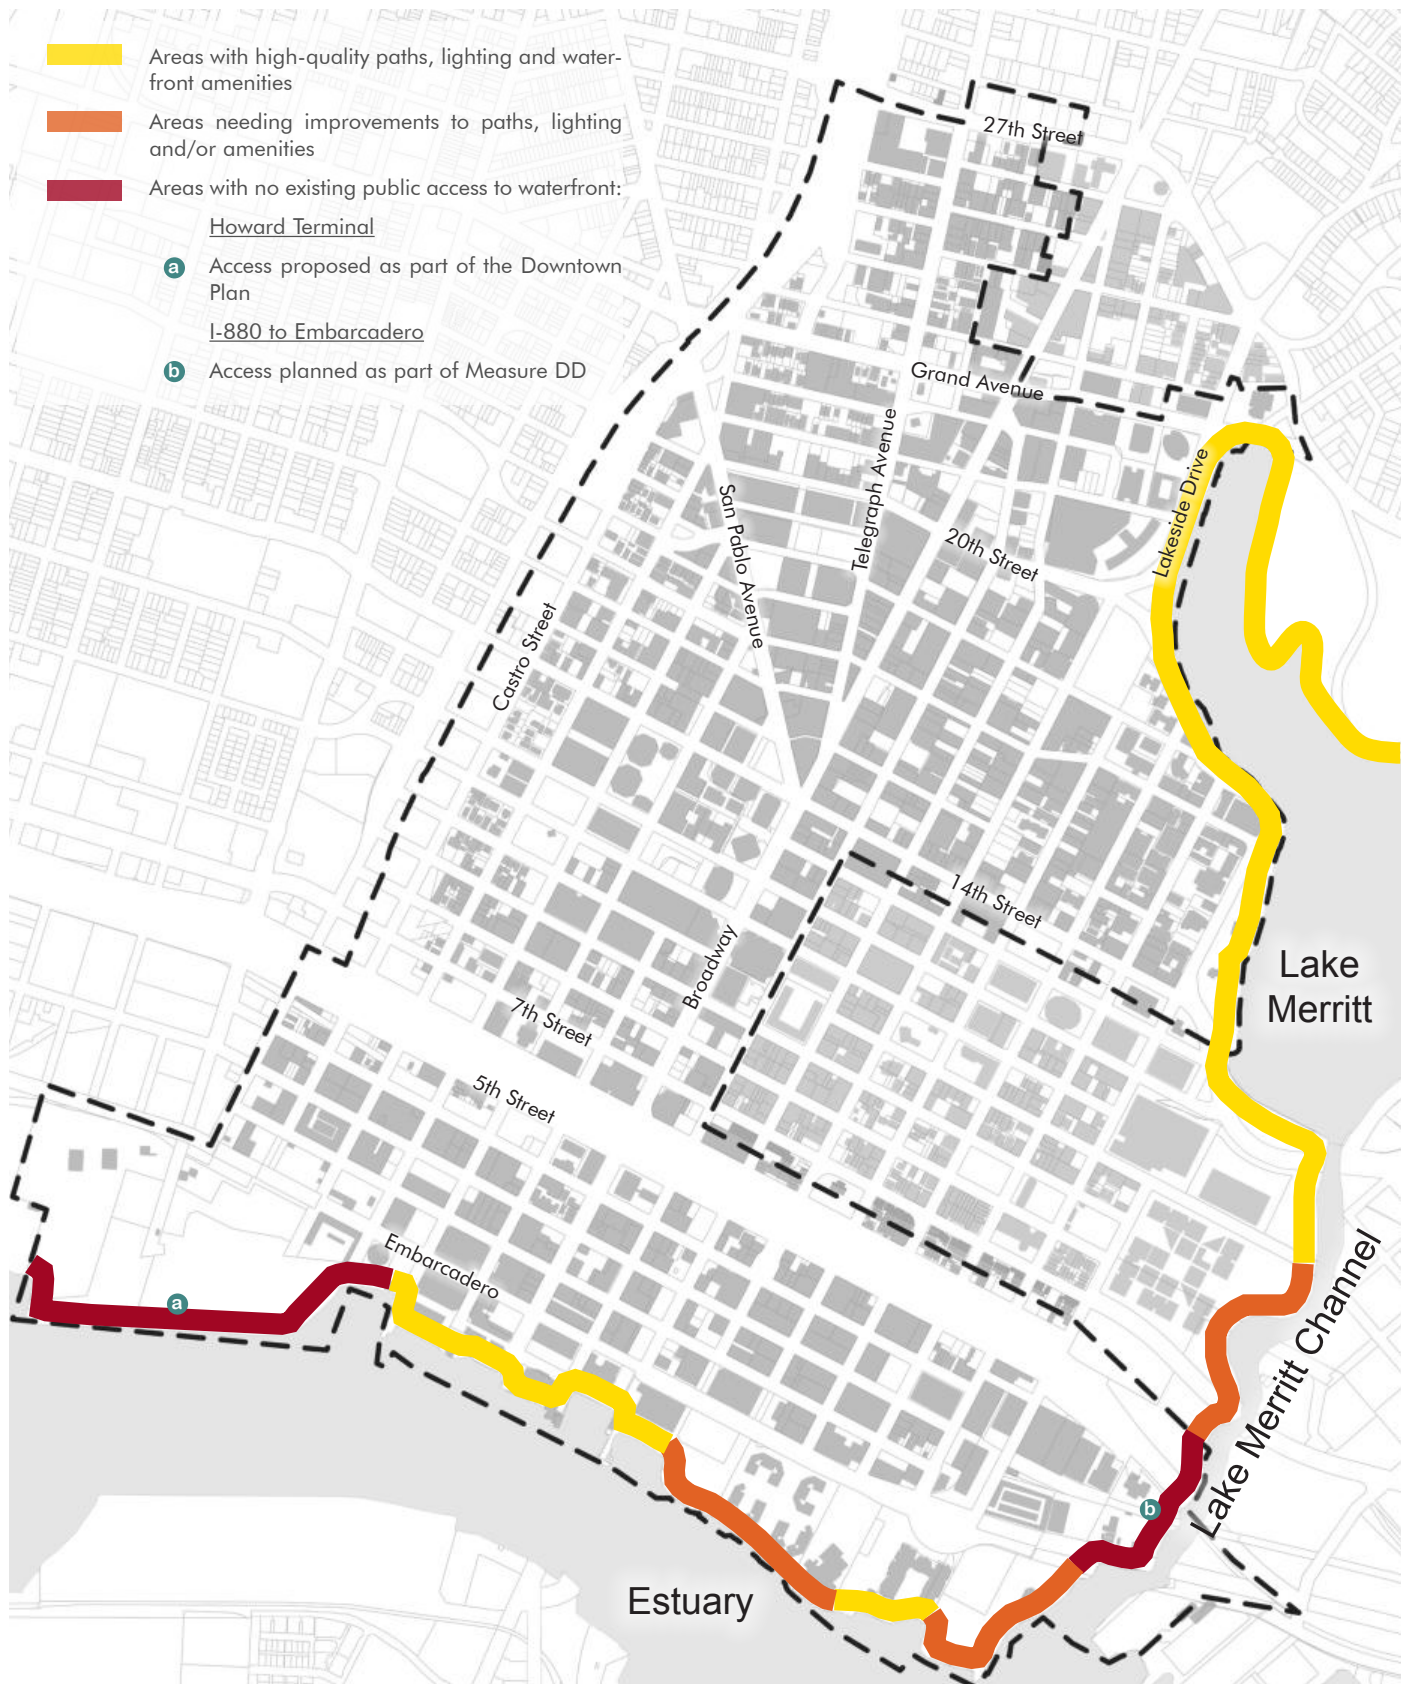 Areas with high-quality paths, lighting and water-
front amenities
Areas needing improvements to paths, lighting
and/or amenities
Areas with no existing public access to waterfront:
Howard Terminal
a Access proposed as part of the Downtown
Plan
I-880 to Embarcadero
b Access planned as part of Measure DD
27th Street
Grand Avenue
Telegraph Avenue
Lakeside Drive
San Pablo Avenue
20th Street
Castro Street
14th Street
Broadway
Lake
Merritt
7th Street
5th Street
Embarcadero
Lake Merritt Channel
a
b
Estuary